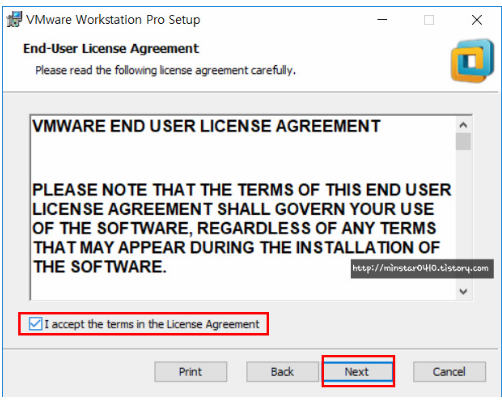 VMware Workstation Pro Setup
End-User License Agreement
Please read the following license agreement carefully.
VMWARE END USER LICENSE AGREEMENT
PLEASE NOTE THAT THE TERMS OF THIS END USER
LICENSE AGREEMENT SHALL GOVERN YOUR USE
OF THE SOFTWARE, REGARDLESS OF ANY TERMS
THAT MAY APPEAR DURING THE INSTALLATION OF
THE SOFTWARE.
http://minstar0410.tistory.com
I accept the terms in the License Agreement
Print Back Next Cancel